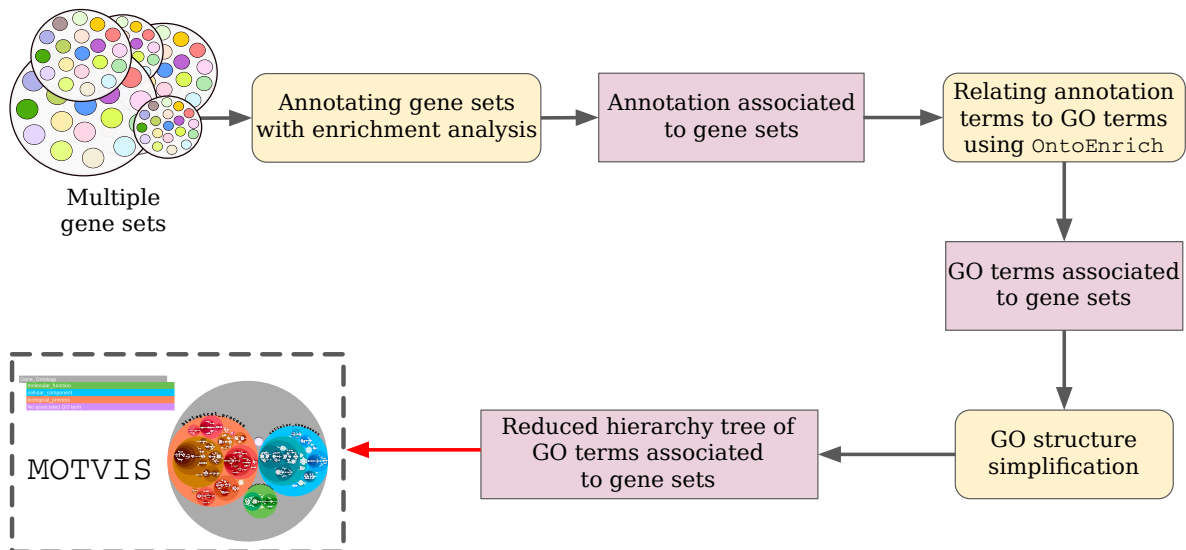 Multiple
gene sets
Annotating gene sets
with enrichment analysis
Annotation associated
to gene sets
Relating annotation
terms to GO terms
using OntoEnrich
GO terms associated
to gene sets
GO structure
simplification
Reduced hierarchy tree of
GO terms associated
to gene sets
Gene_Ontology
molecular_function
cellular_component
biological_process
No associated GO term
MOTVIS
biological_process